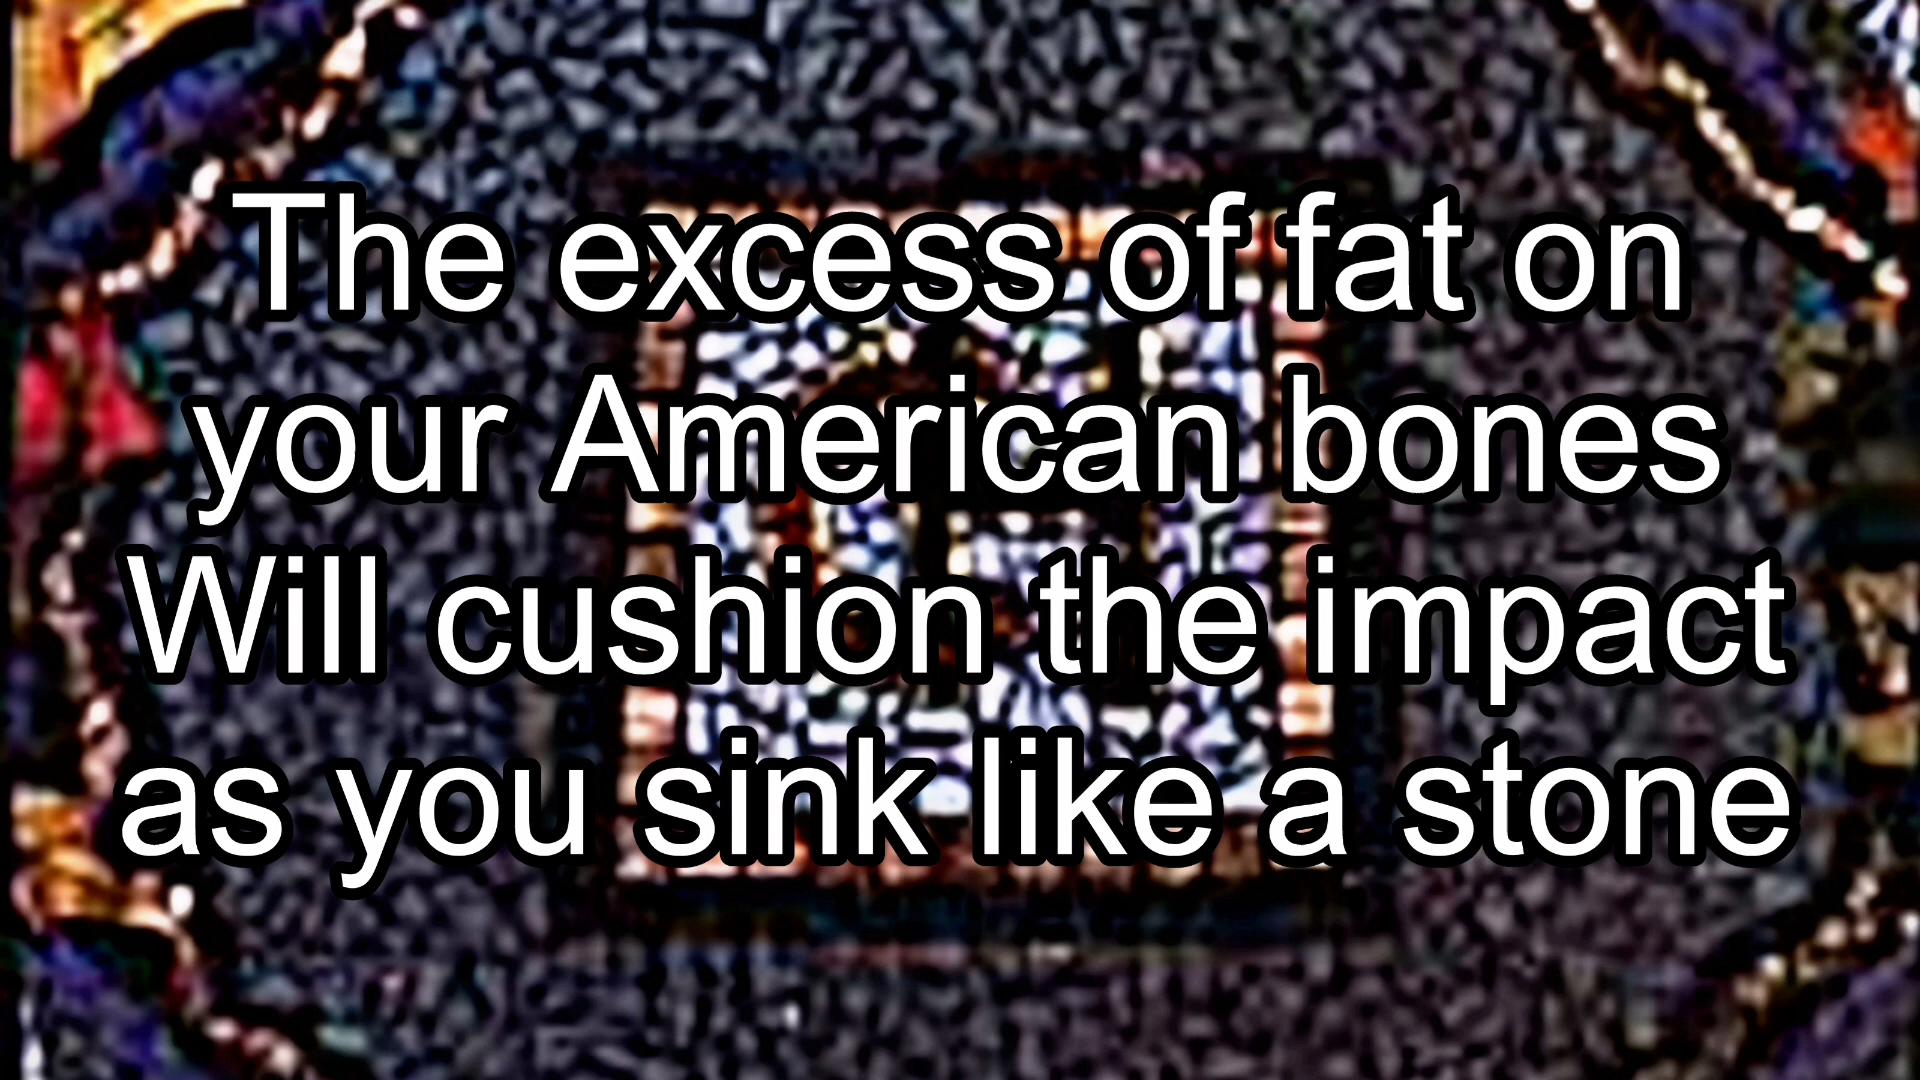 The excess of fat on
your American bones
Will cushion the impact
as you sink like a stone